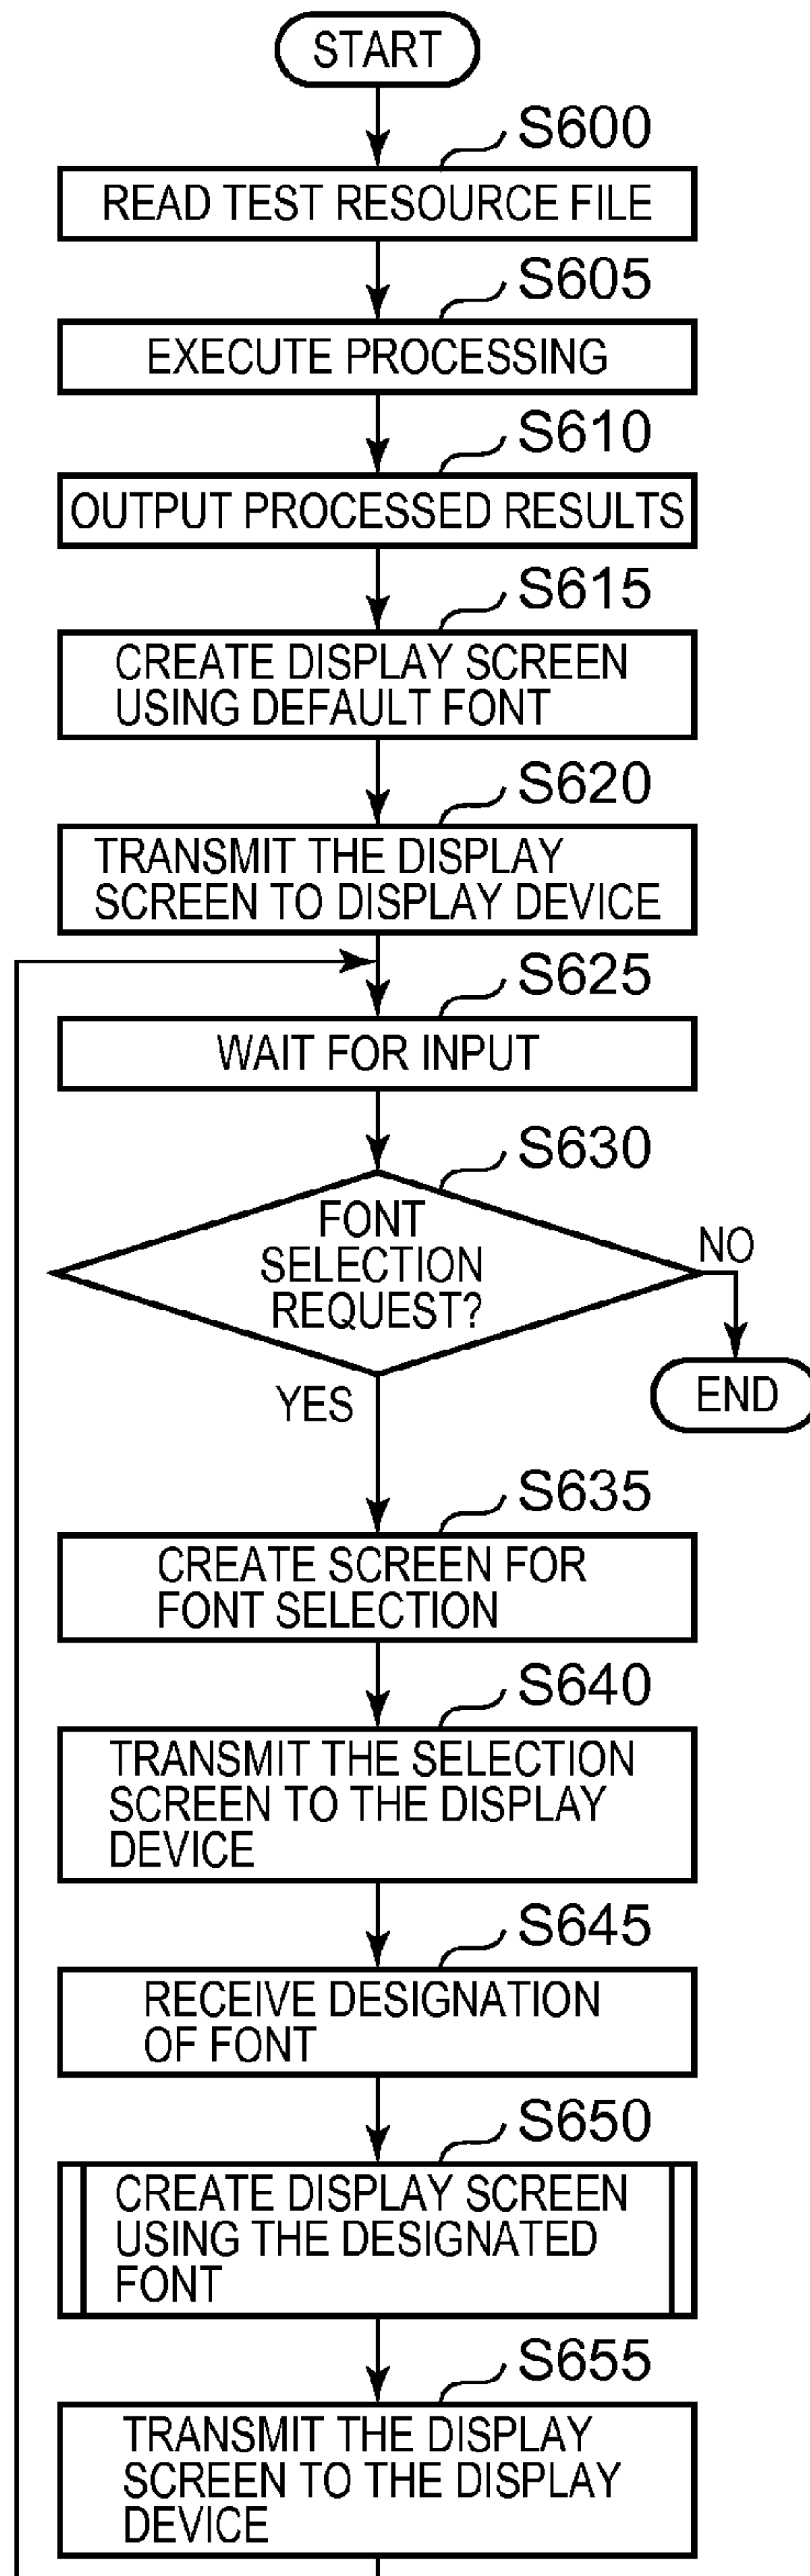 START
S600
READ TEST RESOURCE FILE
S605
EXECUTE PROCESSING
S610
OUTPUT PROCESSED RESULTS
S615
CREATE DISPLAY SCREEN
USING DEFAULT FONT
S620
TRANSMIT THE DISPLAY
SCREEN TO DISPLAY DEVICE
S625
WAIT FOR INPUT
S630
FONT
SELECTION
REQUEST?
NO
END
YES
S635
CREATE SCREEN FOR
FONT SELECTION
S640
TRANSMIT THE SELECTION
SCREEN TO THE DISPLAY
DEVICE
S645
RECEIVE DESIGNATION
OF FONT
S650
CREATE DISPLAY SCREEN
USING THE DESIGNATED
FONT
S655
TRANSMIT THE DISPLAY
SCREEN TO THE DISPLAY
DEVICE